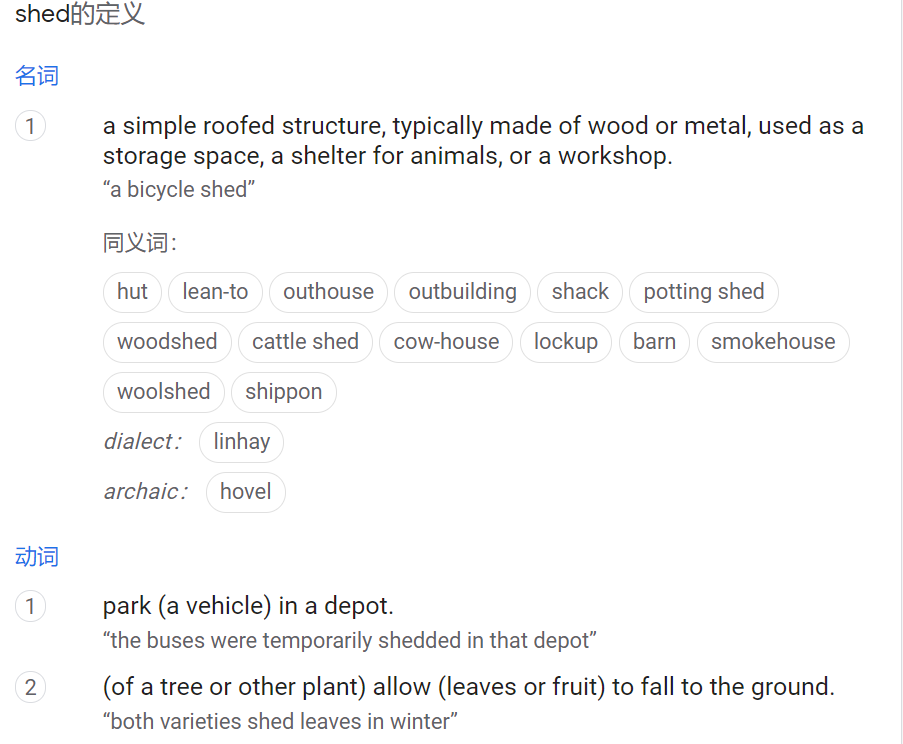 shed的定义
名词
1 a simple roofed structure, typically made of wood or metal, used as a
storage space, a shelter for animals, or a workshop.
“a bicycle shed”
同义词：
hut lean-to outhouse outbuilding shack potting shed
woodshed cattle shed cow-house lockup barn smokehouse
woolshed shippon
dialect： linhay
archaic： hovel
动词
1 park (a vehicle) in a depot.
“the buses were temporarily shedded in that depot”
2 (of a tree or other plant) allow (leaves or fruit) to fall to the ground.
“both varieties shed leaves in winter”